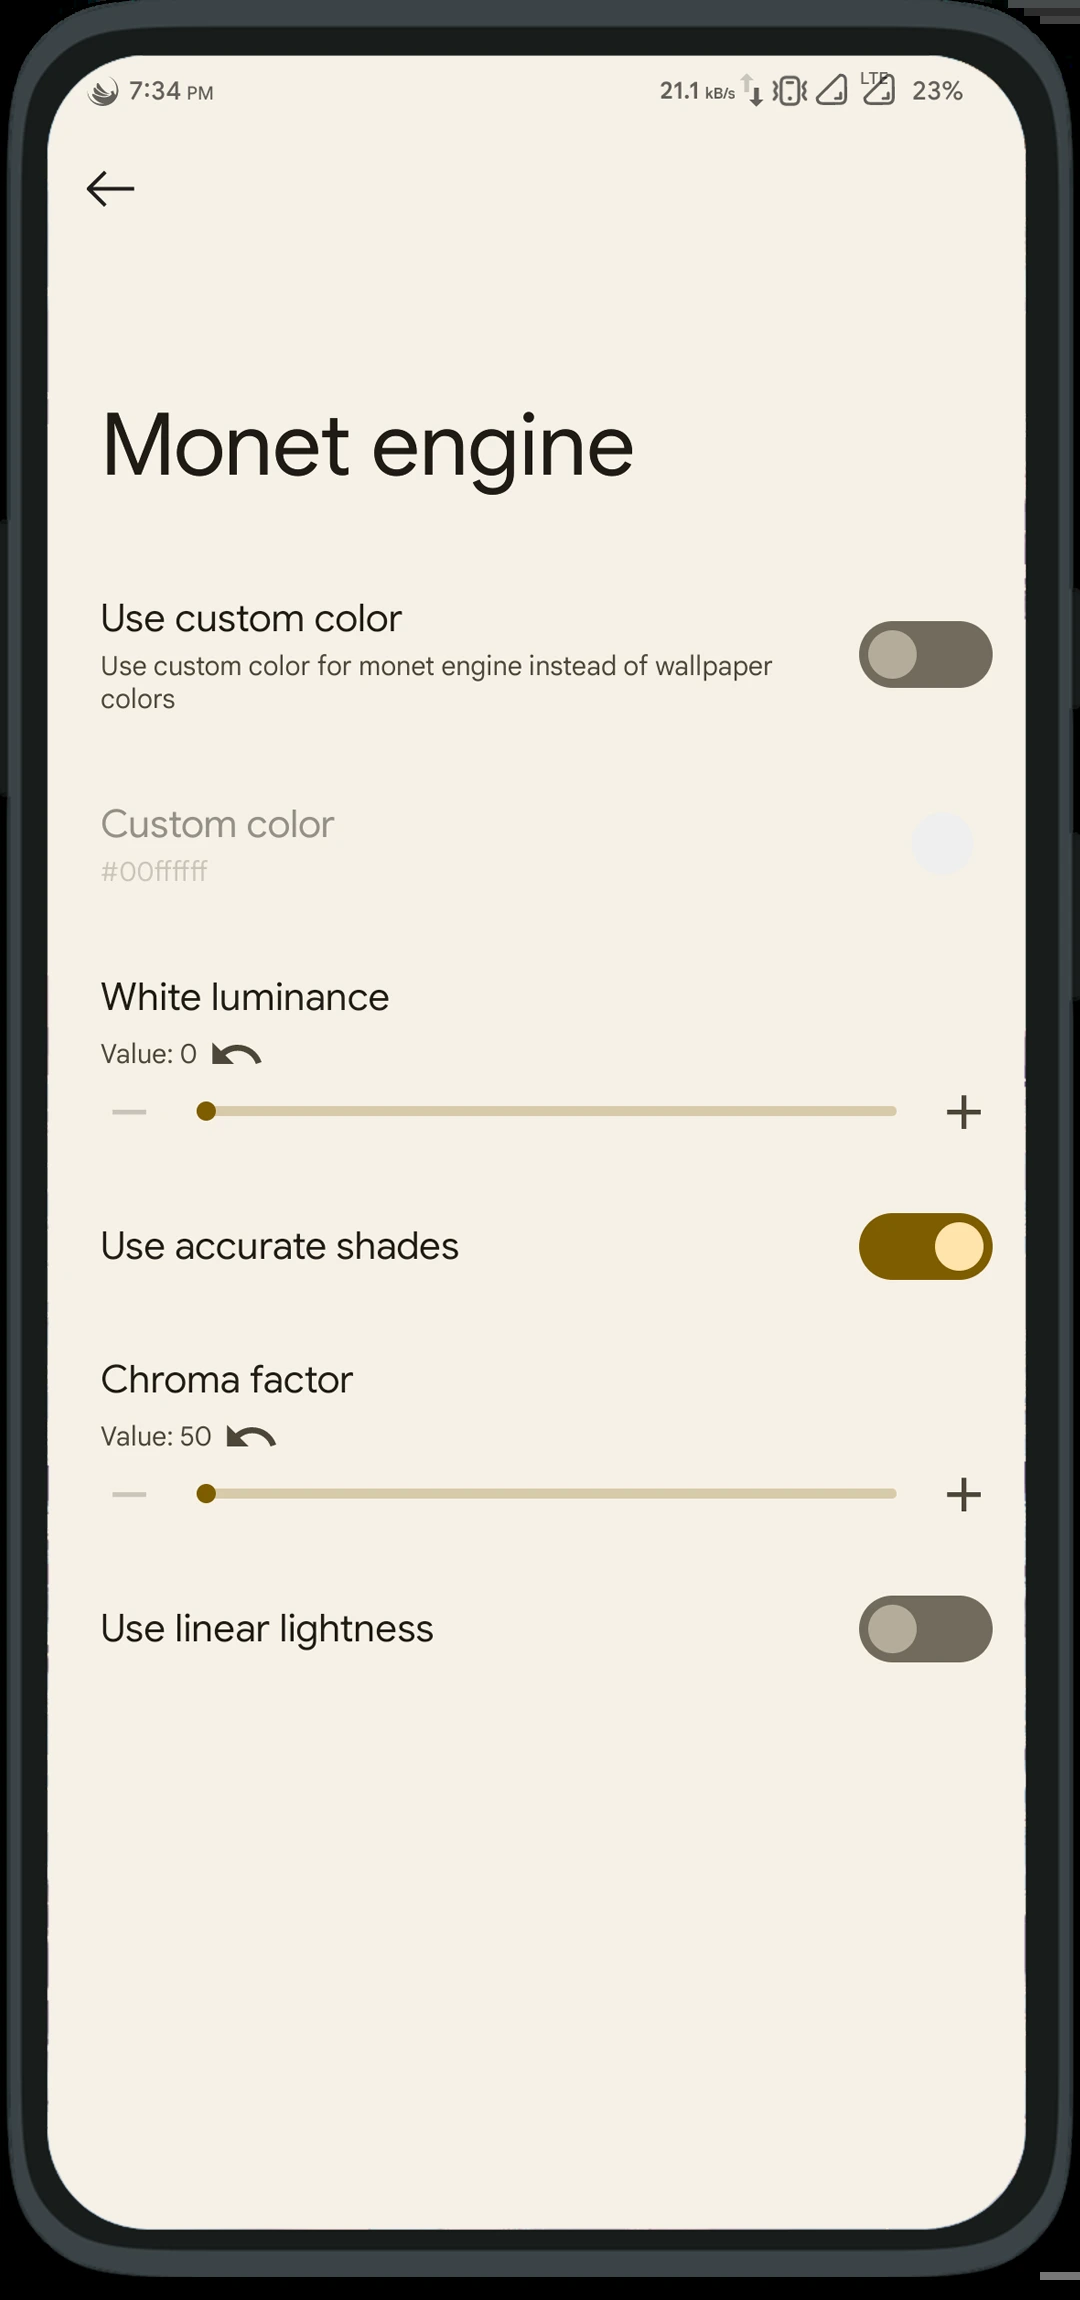 7:34 PM 21.1 kB/s LTE 23%
Monet engine
Use custom color
Use custom color for monet engine instead of wallpaper
colors
Custom color
#00ffffff
White luminance
Value: 0
Use accurate shades
Chroma factor
Value: 50
Use linear lightness